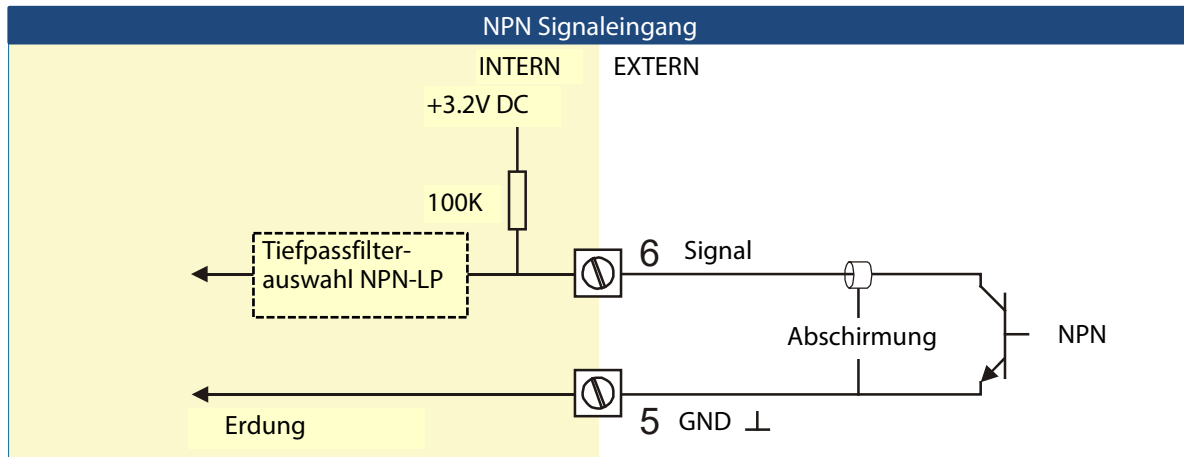 NPN Signaleingang
INTERN
EXTERN
+3.2V DC
100K
Tiefpassfilter-
auswahl NPN-LP
6 Signal
Abschirmung
NPN
5 GND ⊥
Erdung